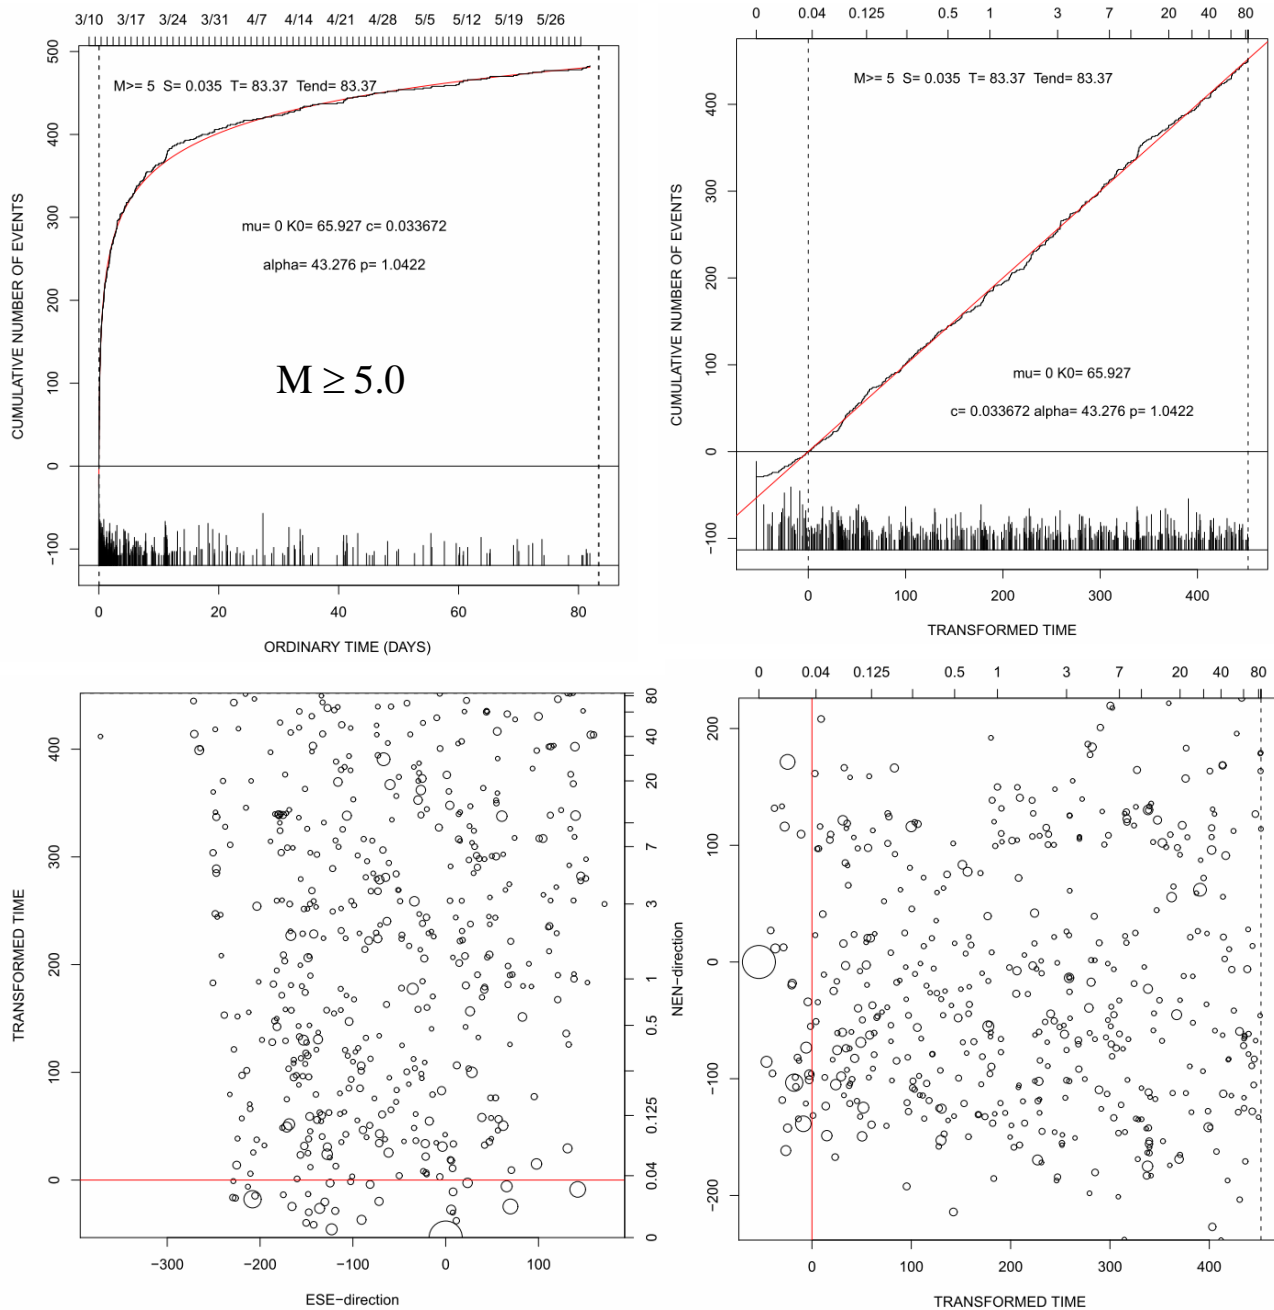 3/10 3/17 3/24 3/31 4/7 4/14 4/21 4/28 5/5 5/12 5/19 5/26
M>= 5 S= 0.035 T= 83.37 Tend= 83.37
mu= 0 K0= 65.927 c= 0.033672
alpha= 43.276 p= 1.0422
M ≥ 5.0
CUMULATIVE NUMBER OF EVENTS
500
400
300
200
100
0
−100
0 20 40 60 80
ORDINARY TIME (DAYS)
0 0.04 0.125 0.5 1 3 7 20 40 80
M>= 5 S= 0.035 T= 83.37 Tend= 83.37
mu= 0 K0= 65.927
c= 0.033672 alpha= 43.276 p= 1.0422
CUMULATIVE NUMBER OF EVENTS
400
300
200
100
0
−100
0 100 200 300 400
TRANSFORMED TIME
TRANSFORMED TIME
400
300
200
100
0
80
40
20
7
3
1
0.5
0.125
0.04
0
−300 −200 −100 0 100
ESE−direction
0 0.04 0.125 0.5 1 3 7 20 40 80
NEN−direction
200
100
0
−100
−200
0 100 200 300 400
TRANSFORMED TIME